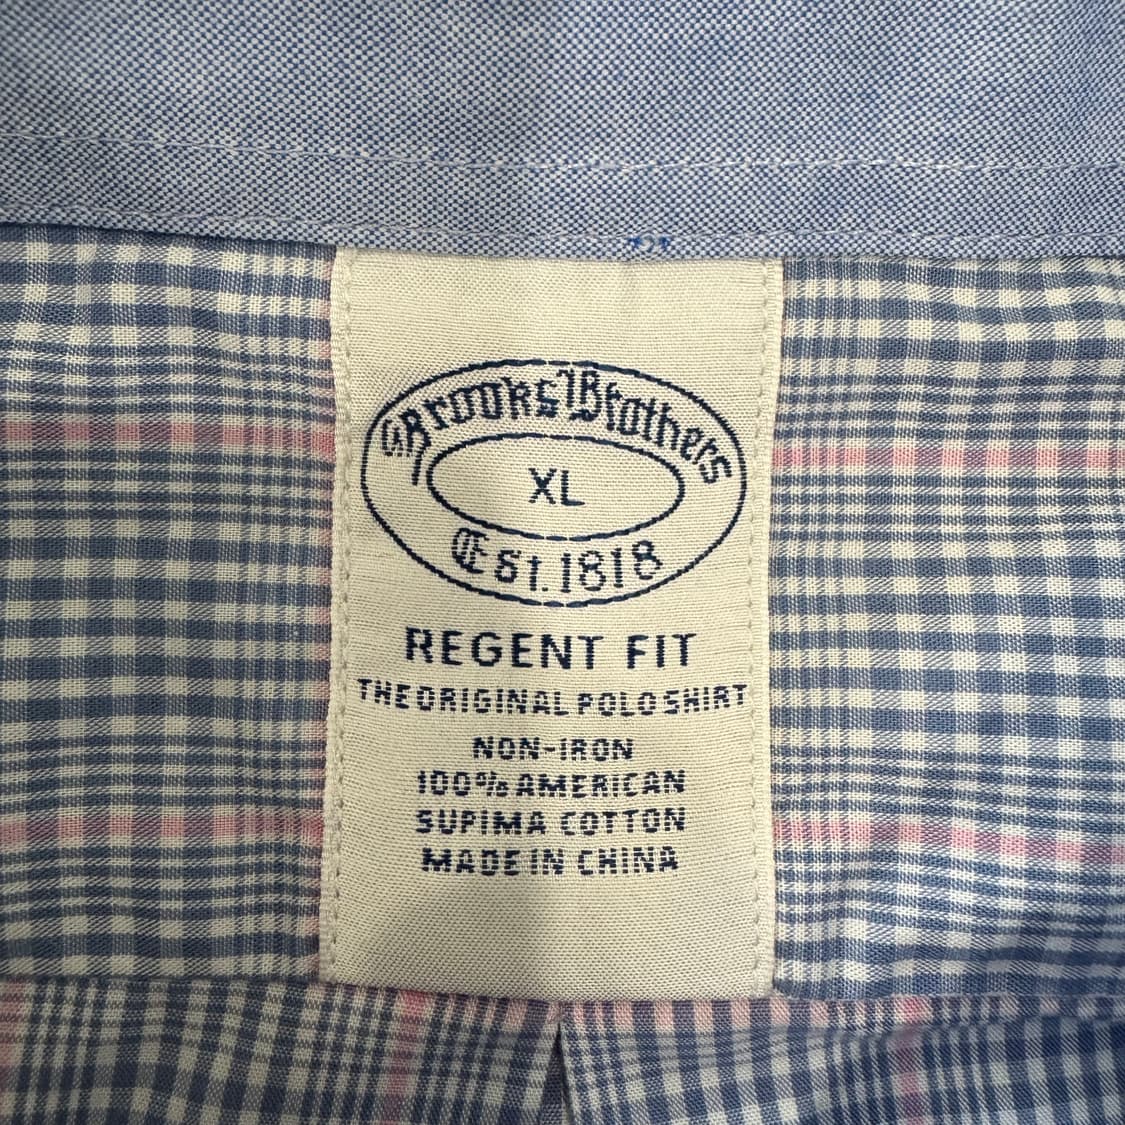 Brooks Brothers
XL
Est. 1818
REGENT FIT
THE ORIGINAL POLO SHIRT
NON-IRON
100% AMERICAN
SUPIMA COTTON
MADE IN CHINA